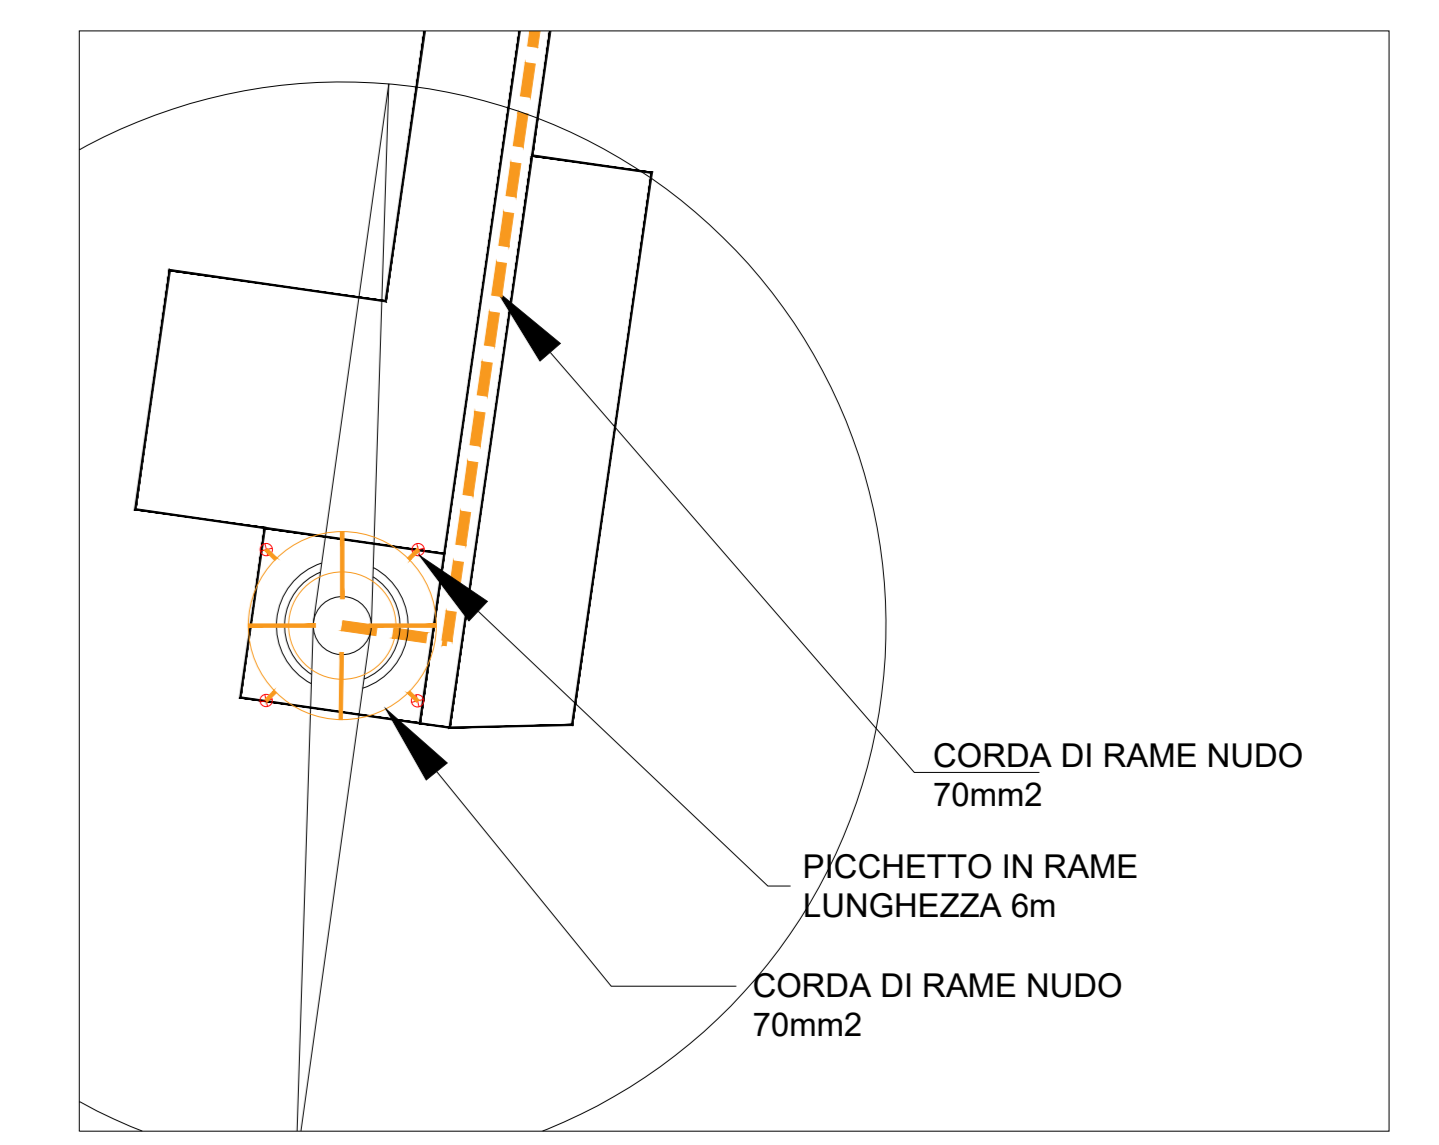 CORDA DI RAME NUDO
70mm2
PICCHETTO IN RAME
LUNGHEZZA 6m
CORDA DI RAME NUDO
70mm2